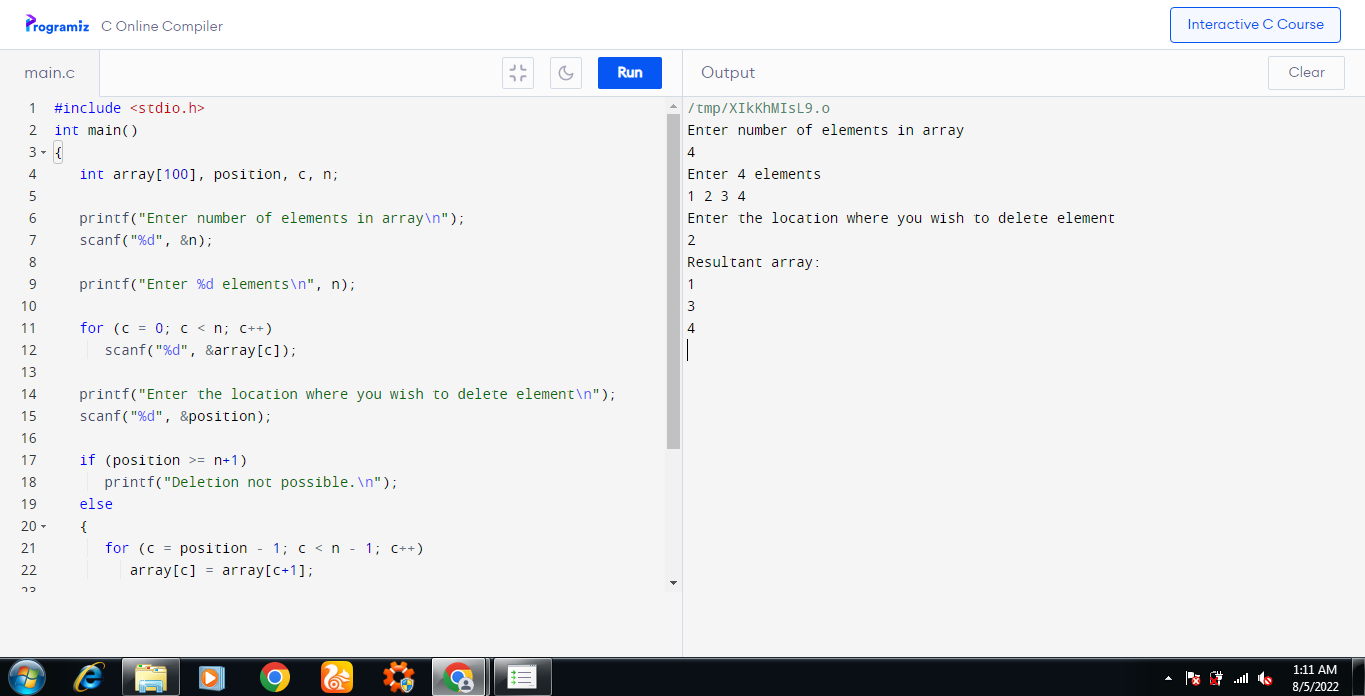 Programiz C Online Compiler
Interactive C Course
main.c
Run
Output
Clear
1 #include <stdio.h>
2 int main()
3 {
4    int array[100], position, c, n;
5
6    printf("Enter number of elements in array\n");
7    scanf("%d", &n);
8
9    printf("Enter %d elements\n", n);
10
11    for (c = 0; c < n; c++)
12       scanf("%d", &array[c]);
13
14    printf("Enter the location where you wish to delete element\n");
15    scanf("%d", &position);
16
17    if (position >= n+1)
18       printf("Deletion not possible.\n");
19    else
20    {
21       for (c = position - 1; c < n - 1; c++)
22          array[c] = array[c+1];
23
/tmp/XIkKhMIsL9.o
Enter number of elements in array
4
Enter 4 elements
1 2 3 4
Enter the location where you wish to delete element
2
Resultant array:
1
3
4
1:11 AM
8/5/2022